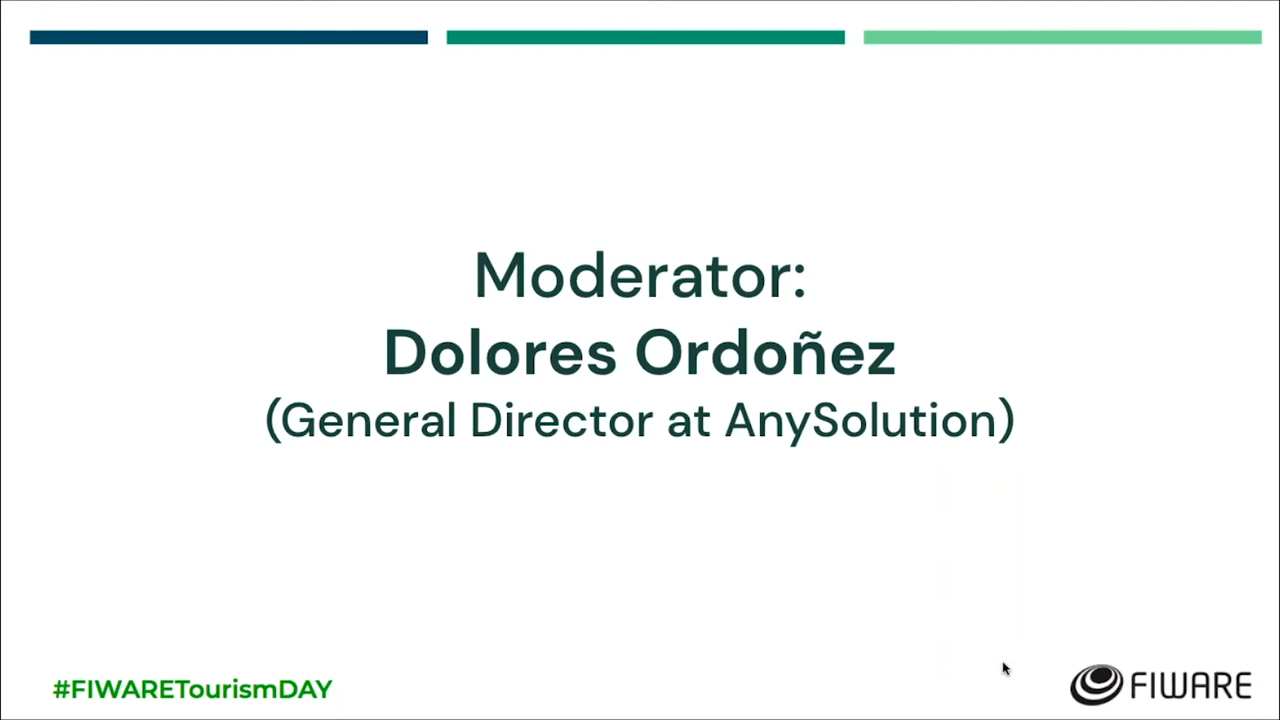 Moderator:
Dolores Ordoñez
(General Director at AnySolution)
#FIWARETourismDAY
FIWARE